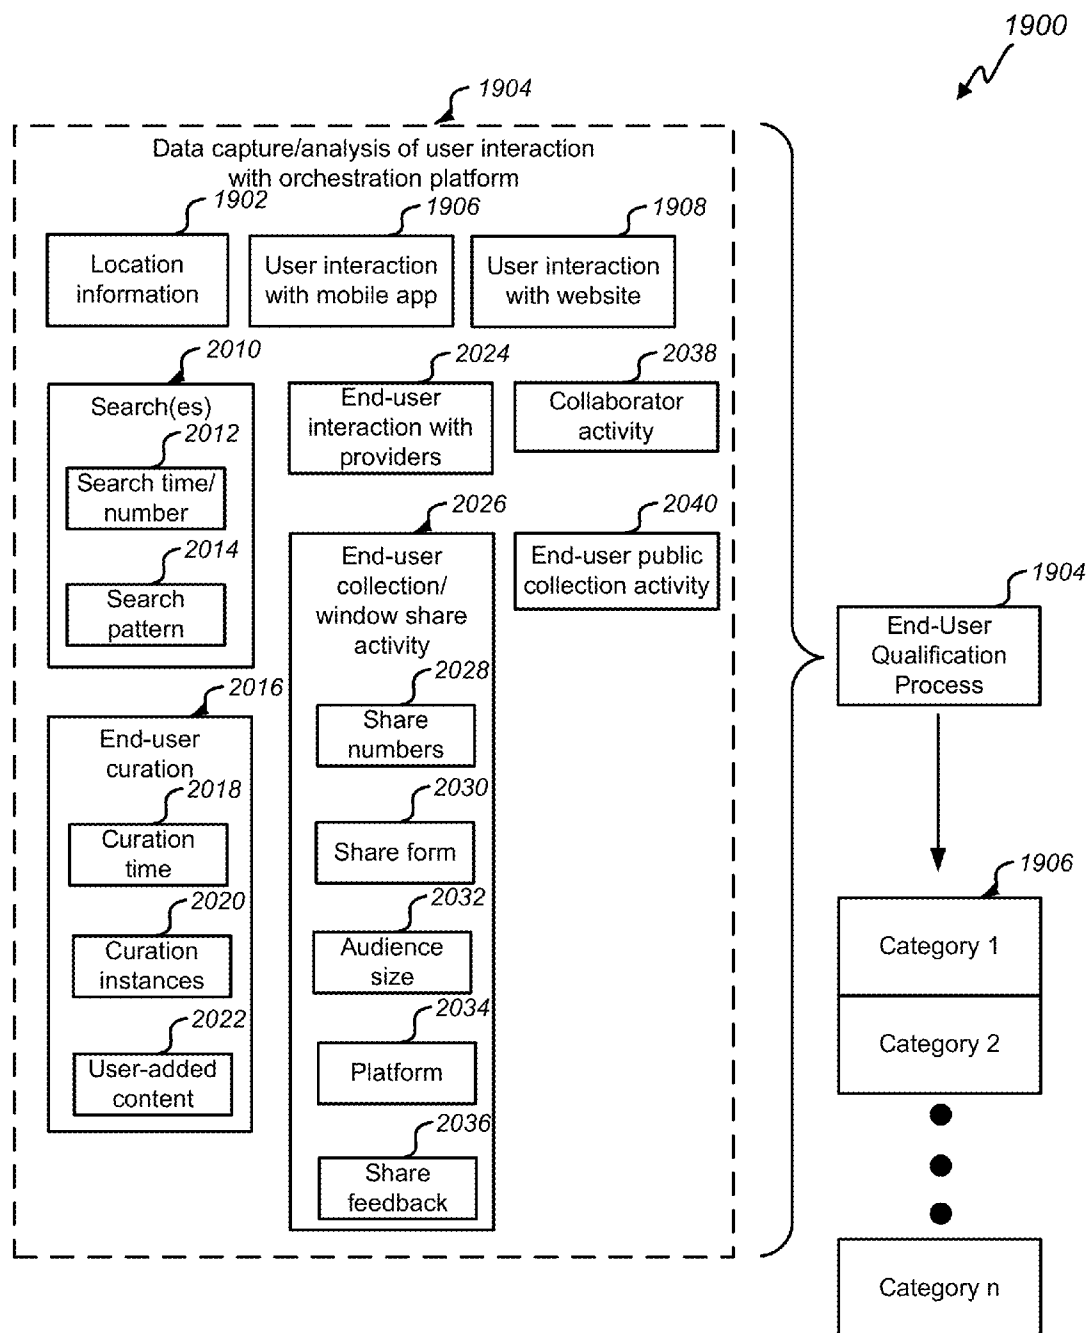 1900
1904
Data capture/analysis of user interaction
with orchestration platform
1902
1906
1908
Location
information
User interaction
with mobile app
User interaction
with website
2010
Search(es)
2012
Search time/
number
2014
Search
pattern
2024
End-user
interaction with
providers
2038
Collaborator
activity
2026
End-user
collection/
window share
activity
2040
End-user public
collection activity
2016
End-user
curation
2018
Curation
time
2020
Curation
instances
2022
User-added
content
2028
Share
numbers
2030
Share form
2032
Audience
size
2034
Platform
2036
Share
feedback
1904
End-User
Qualification
Process
1906
Category 1
Category 2
Category n